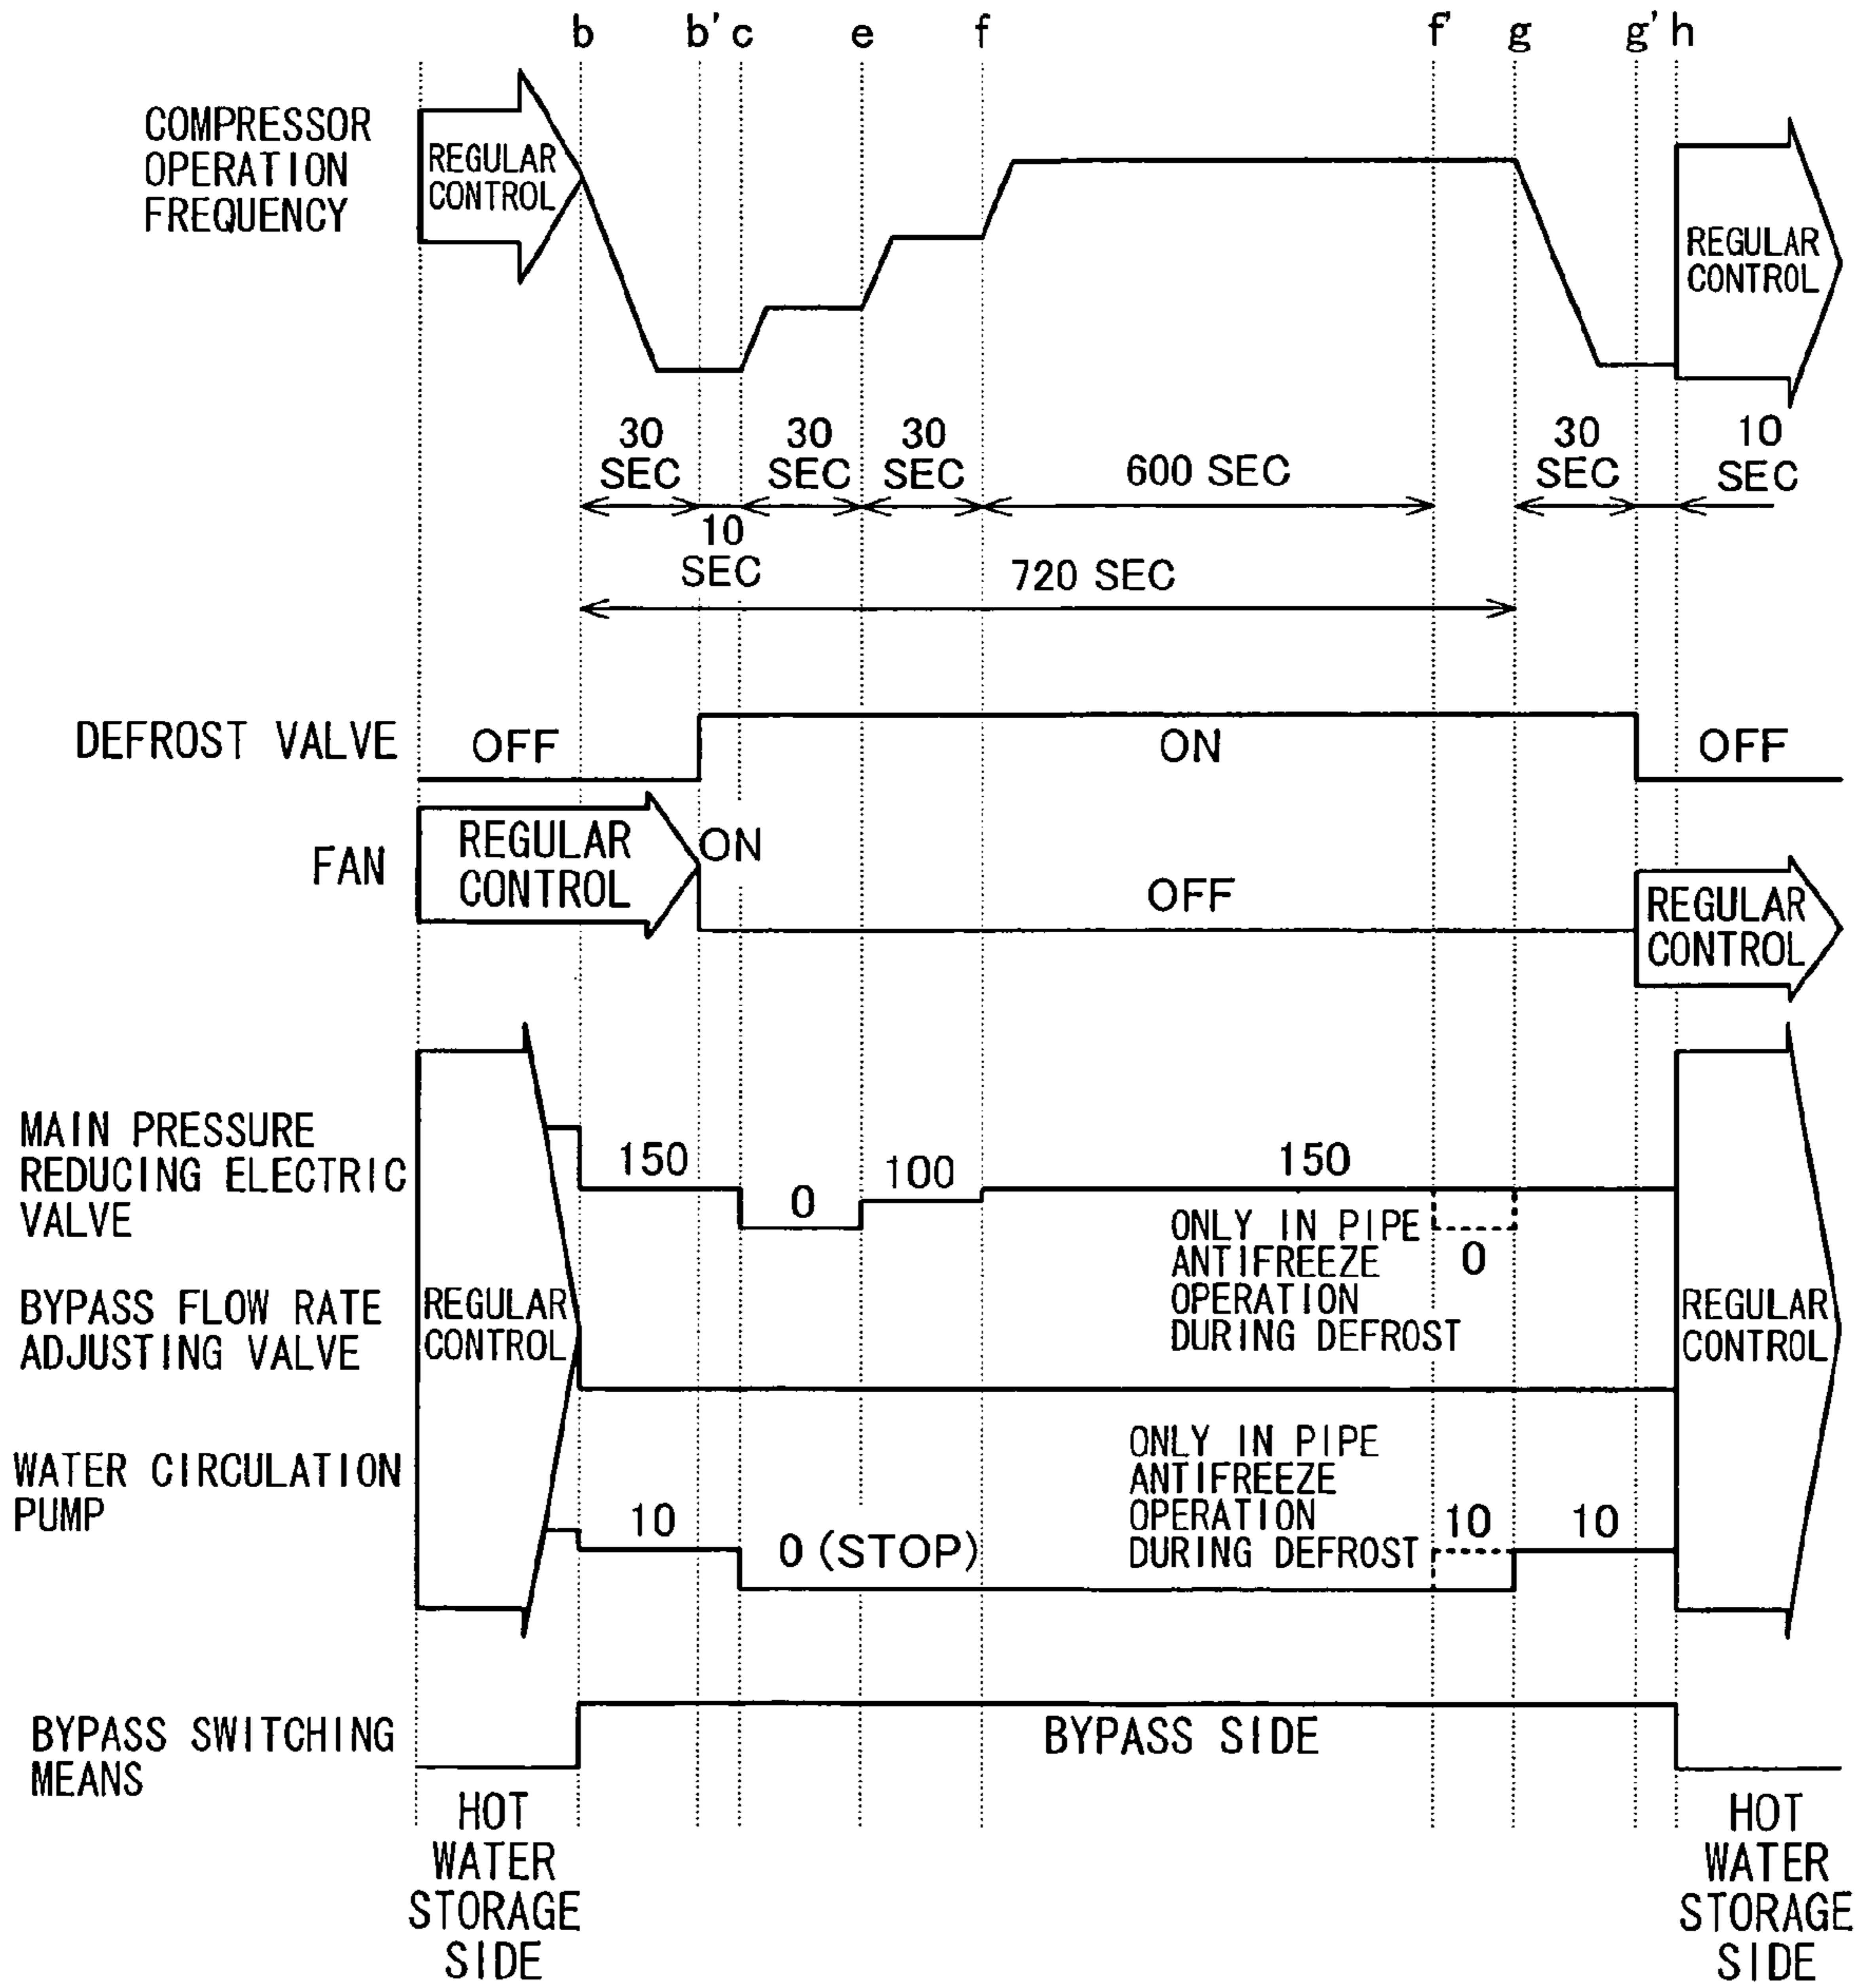 b b' c e f f' g g' h
COMPRESSOR
OPERATION
FREQUENCY
REGULAR
CONTROL
REGULAR
CONTROL
30
SEC
30
SEC
30
SEC
600 SEC
30
SEC
10
SEC
10
SEC
720 SEC
DEFROST VALVE
OFF
ON
OFF
FAN
REGULAR
CONTROL
ON
OFF
REGULAR
CONTROL
MAIN PRESSURE
REDUCING ELECTRIC
VALVE
150
0
100
150
ONLY IN PIPE
ANTIFREEZE
OPERATION
DURING DEFROST
0
BYPASS FLOW RATE
ADJUSTING VALVE
REGULAR
CONTROL
REGULAR
CONTROL
WATER CIRCULATION
PUMP
10
0 (STOP)
ONLY IN PIPE
ANTIFREEZE
OPERATION
DURING DEFROST
10
10
BYPASS SWITCHING
MEANS
BYPASS SIDE
HOT
WATER
STORAGE
SIDE
HOT
WATER
STORAGE
SIDE